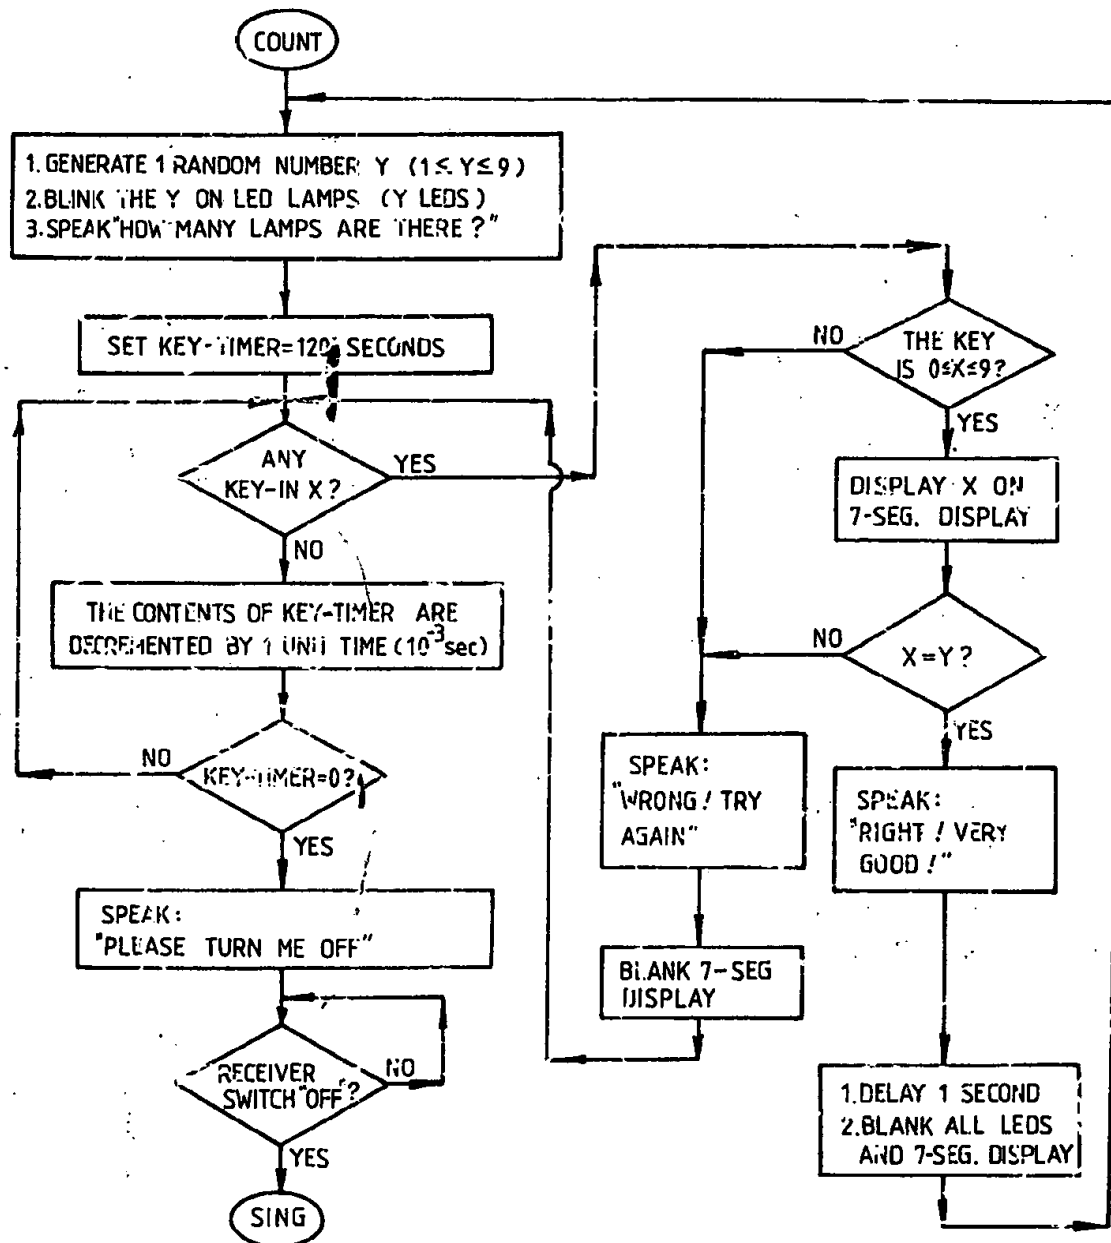 COUNT
1. GENERATE 1 RANDOM NUMBER Y (1 ≤ Y ≤ 9)
2. BLINK THE Y ON LED LAMPS (Y LEDS)
3. SPEAK "HOW MANY LAMPS ARE THERE?"
SET KEY-TIMER=120 SECONDS
ANY
KEY-IN X?
YES
NO
THE CONTENTS OF KEY-TIMER ARE
DECREMENTED BY 1 UNIT TIME (10⁻³ sec)
KEY-TIMER=0?
NO
YES
SPEAK:
"PLEASE TURN ME OFF"
RECEIVER
SWITCH "OFF"?
NO
YES
SING
THE KEY
IS 0≤X≤9?
NO
YES
DISPLAY X ON
7-SEG. DISPLAY
X=Y?
NO
YES
SPEAK:
"WRONG! TRY
AGAIN"
BLANK 7-SEG
DISPLAY
SPEAK:
"RIGHT! VERY
GOOD!"
1. DELAY 1 SECOND
2. BLANK ALL LEDS
AND 7-SEG. DISPLAY